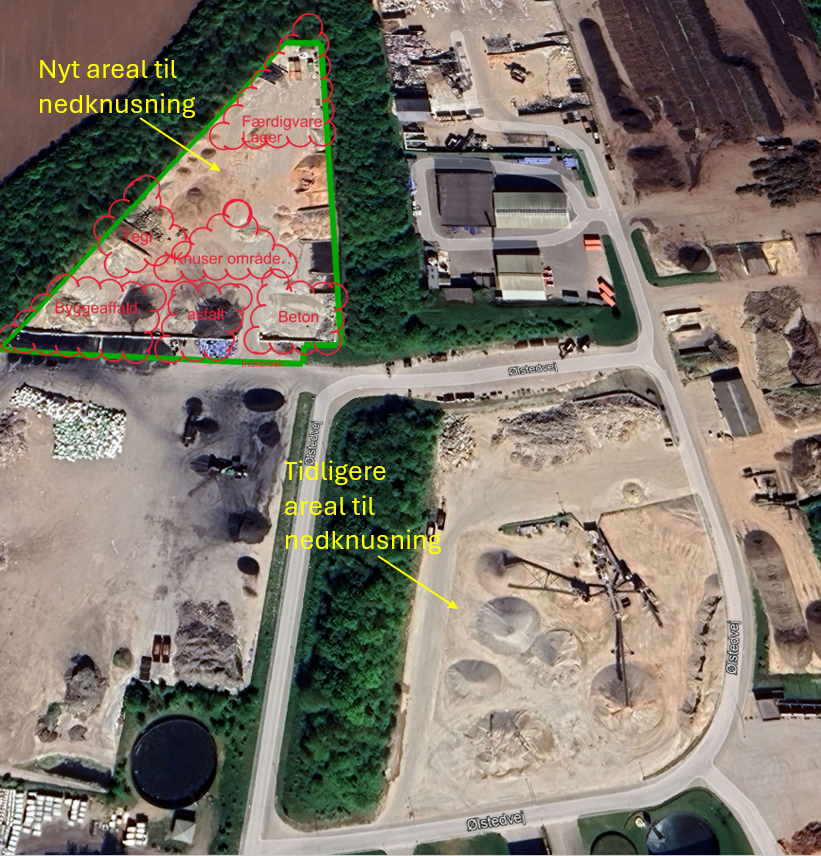 Nyt areal til
nedknusning
Færdigvare
Lager
Tegl
Knuser område.
Byggeaffald
asfalt
Beton
Ølstedvej
Ølstedvej
Tidligere
areal til
nedknusning
Ølstedvej
Ølstedvej